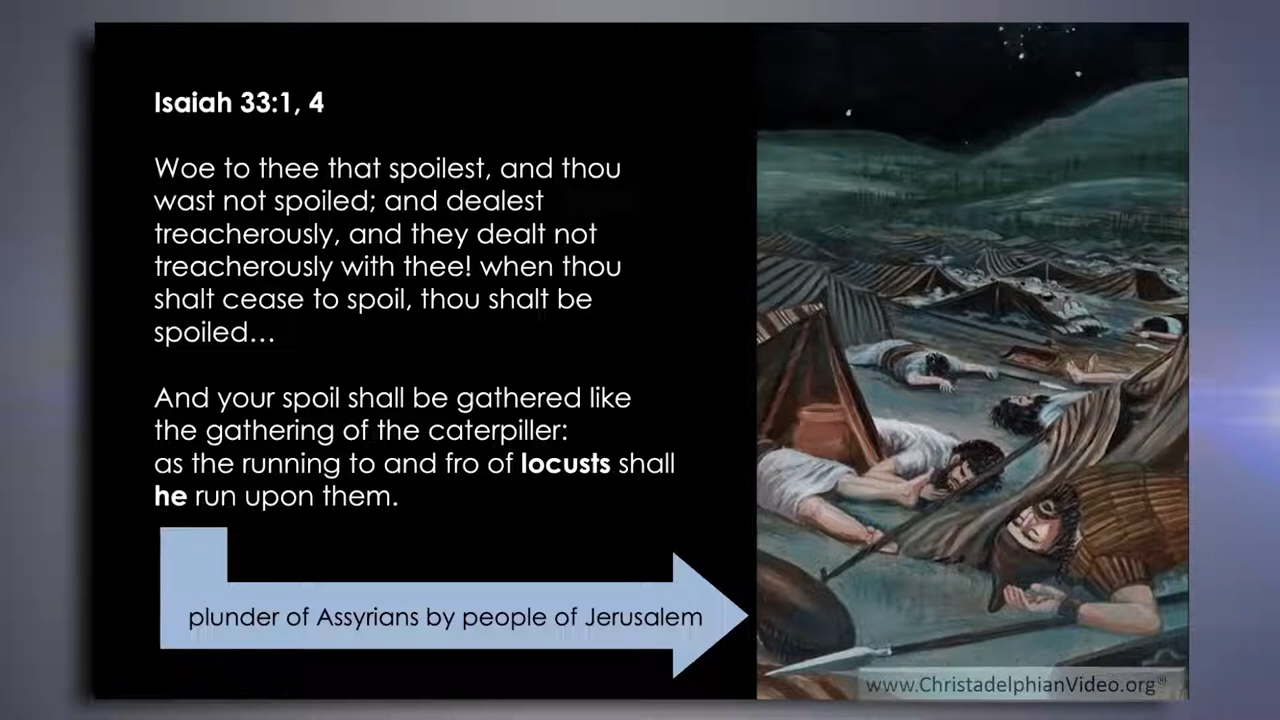 Isaiah 33:1, 4
Woe to thee that spoilest, and thou
wast not spoiled; and dealest
treacherously, and they dealt not
treacherously with thee! when thou
shalt cease to spoil, thou shalt be
spoiled…
And your spoil shall be gathered like
the gathering of the caterpiller:
as the running to and fro of locusts shall
he run upon them.
plunder of Assyrians by people of Jerusalem
www.ChristadelphianVideo.org®